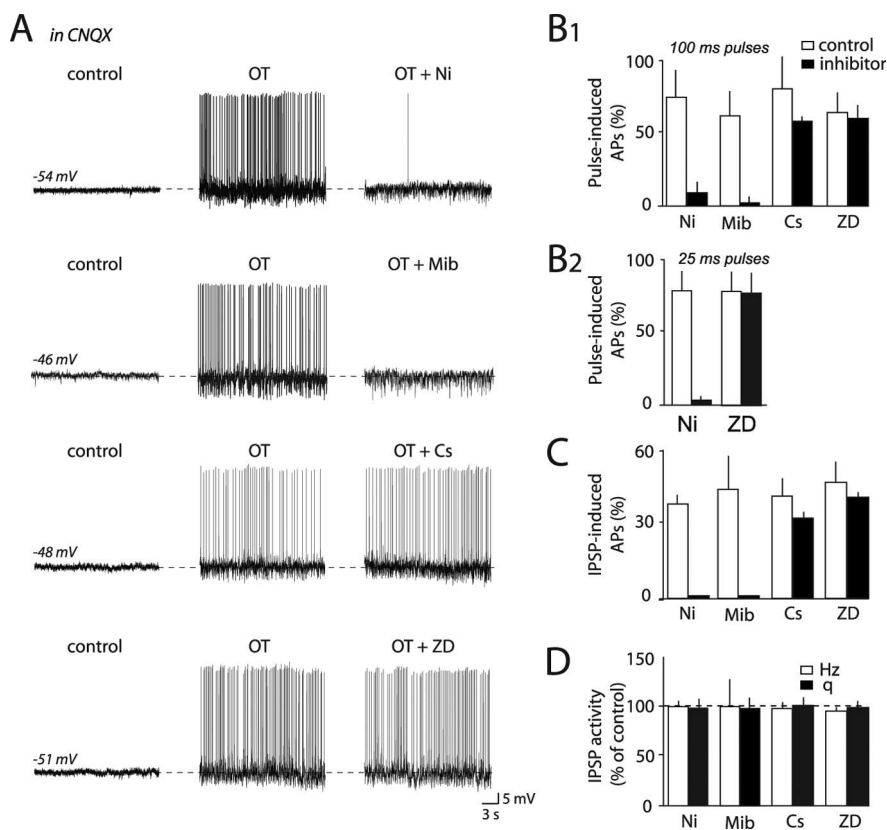 A in CNQX
control OT OT + Ni
-54 mV
control OT OT + Mib
-46 mV
control OT OT + Cs
-48 mV
control OT OT + ZD
-51 mV
5 mV
3 s
B1
100 ms pulses
control
inhibitor
Pulse-induced
APs (%)
100
50
0
Ni Mib Cs ZD
B2
25 ms pulses
Pulse-induced
APs (%)
100
50
0
Ni ZD
C
IPSP-induced
APs (%)
60
30
0
Ni Mib Cs ZD
D
Hz
q
IPSP activity
(% of control)
150
100
50
0
Ni Mib Cs ZD